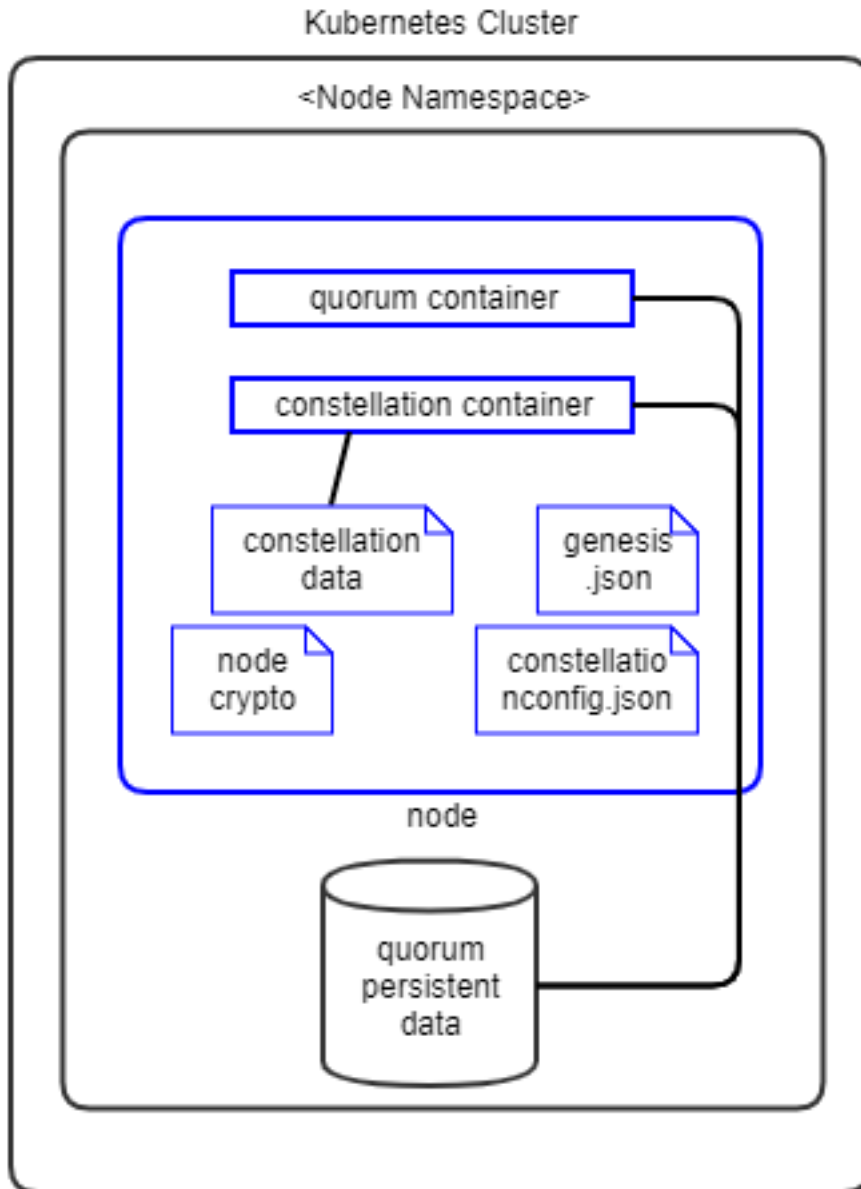 Kubernetes Cluster
<Node Namespace>
quorum container
constellation container
constellation
data
genesis
.json
node
crypto
constellatio
nconfig.json
node
quorum
persistent
data